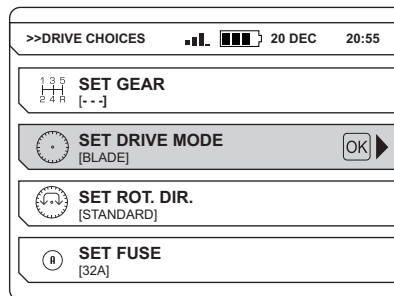 >>DRIVE CHOICES 20 DEC 20:55
1 3 5
2 4 R
SET GEAR
[- - -]
SET DRIVE MODE
[BLADE]
OK
SET ROT. DIR.
[STANDARD]
A
SET FUSE
[32A]